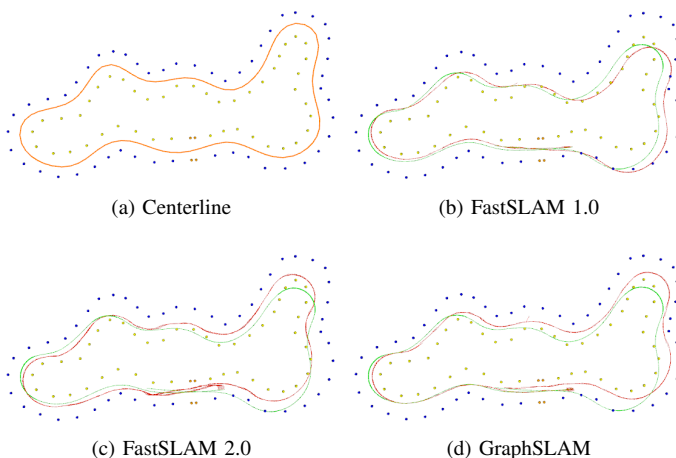 (a) Centerline
(b) FastSLAM 1.0
(c) FastSLAM 2.0
(d) GraphSLAM